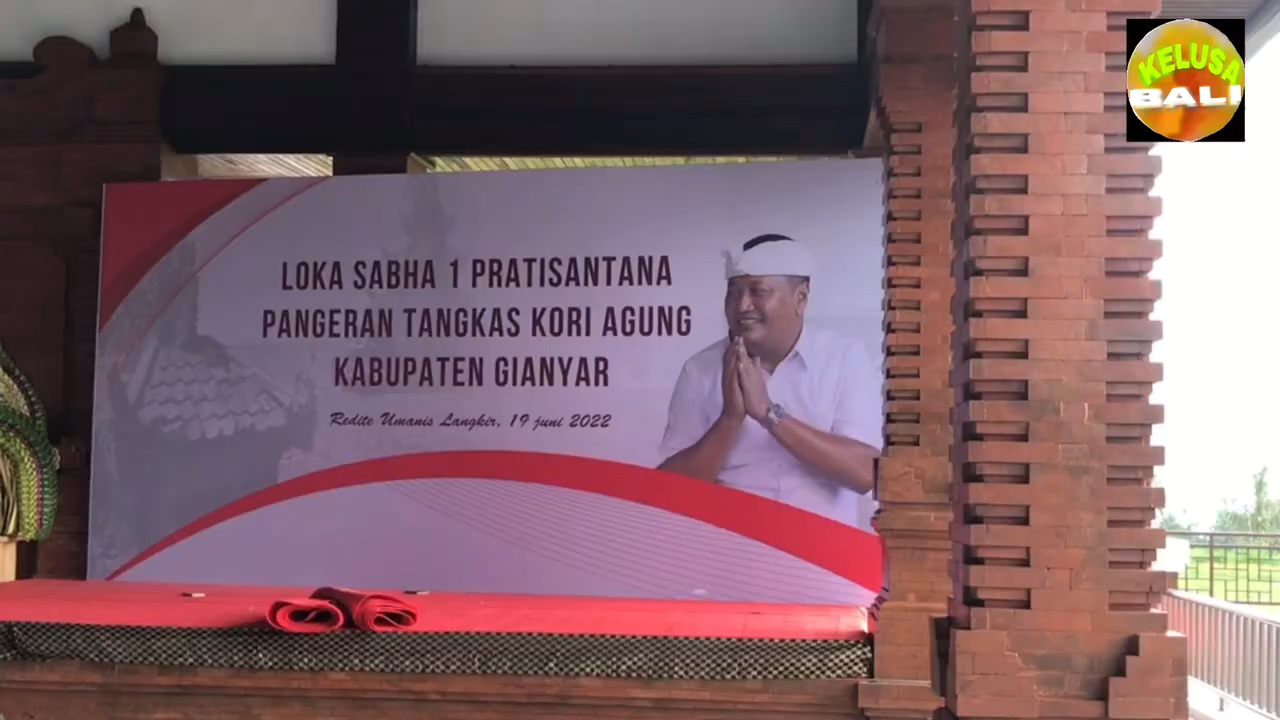 KELUSA
BALI
LOKA SABHA 1 PRATISANTANA
PANGERAN TANGKAS KORI AGUNG
KABUPATEN GIANYAR
Redite Umanis Langkir, 19 juni 2022